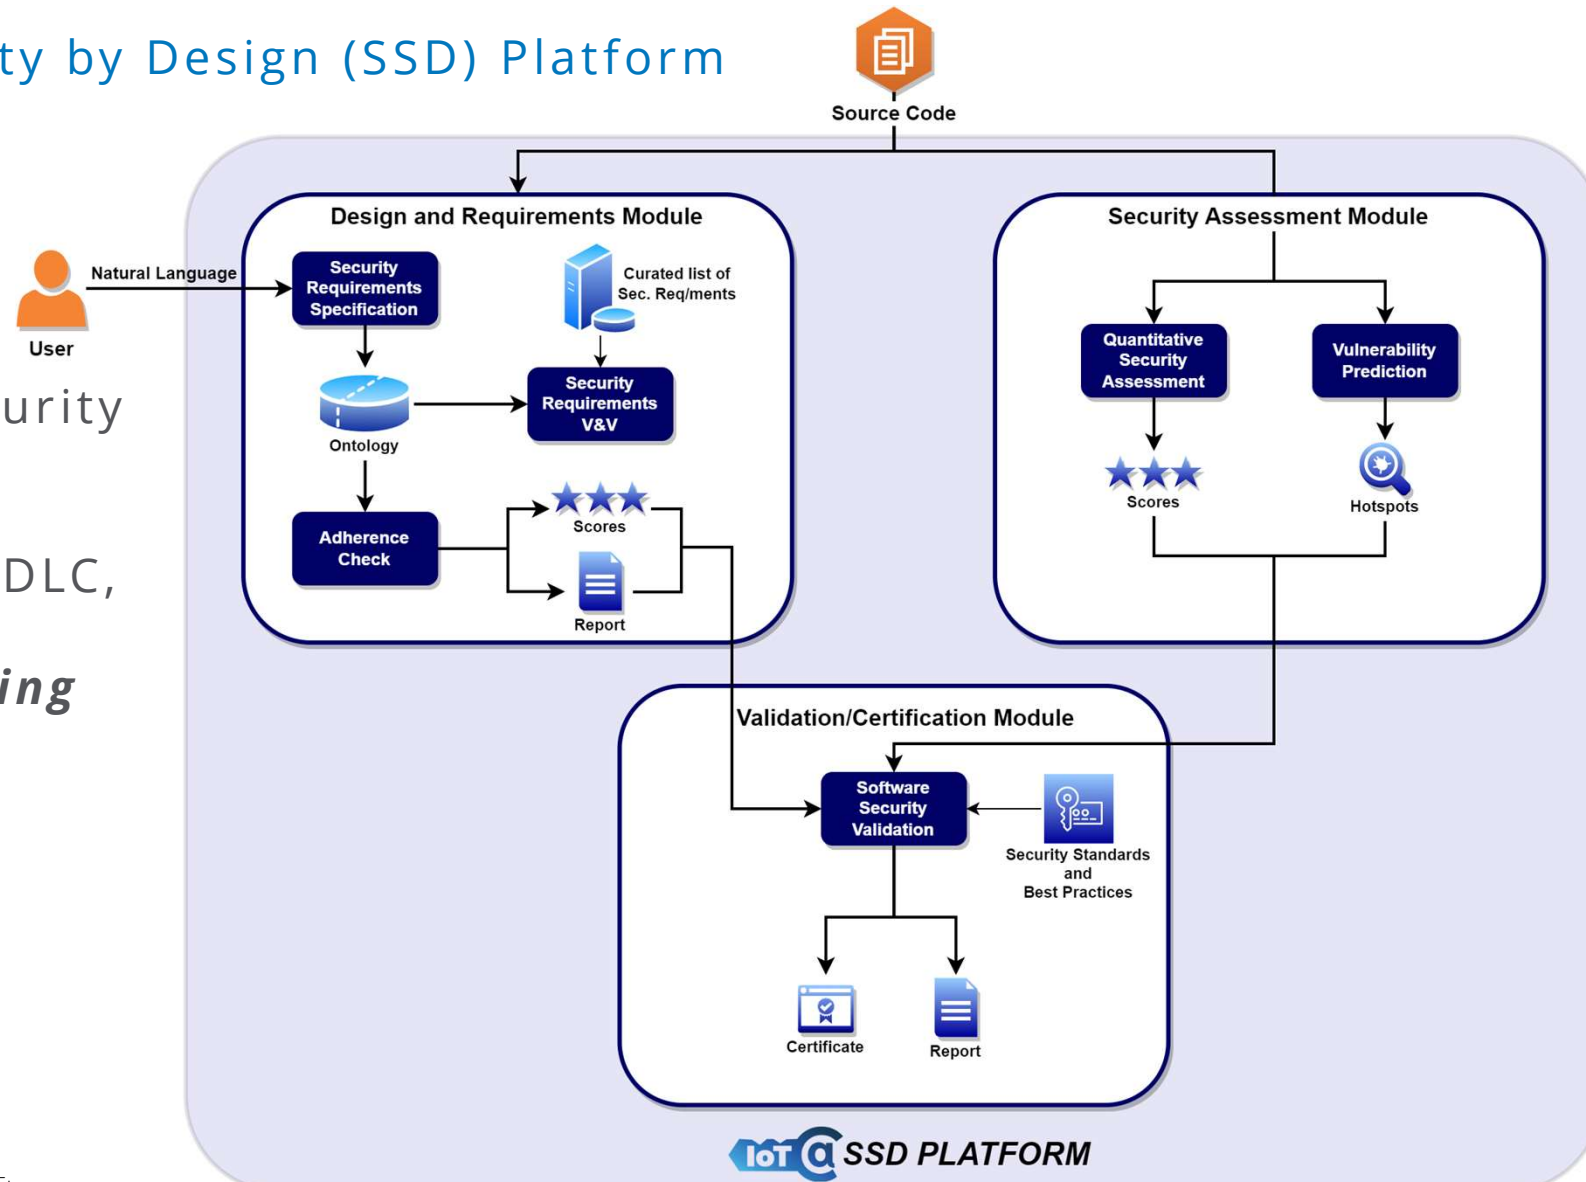 ty by Design (SSD) Platform
Source Code
Design and Requirements Module
Security Assessment Module
User
Natural Language
Security
Requirements
Specification
Curated list of
Sec. Req/ments
Ontology
Security
Requirements
V&V
Adherence
Check
Scores
Report
Quantitative
Security
Assessment
Vulnerability
Prediction
Scores
Hotspots
urity
DLC,
ing
Validation/Certification Module
Software
Security
Validation
Security Standards
and
Best Practices
Certificate
Report
IoT@ SSD PLATFORM